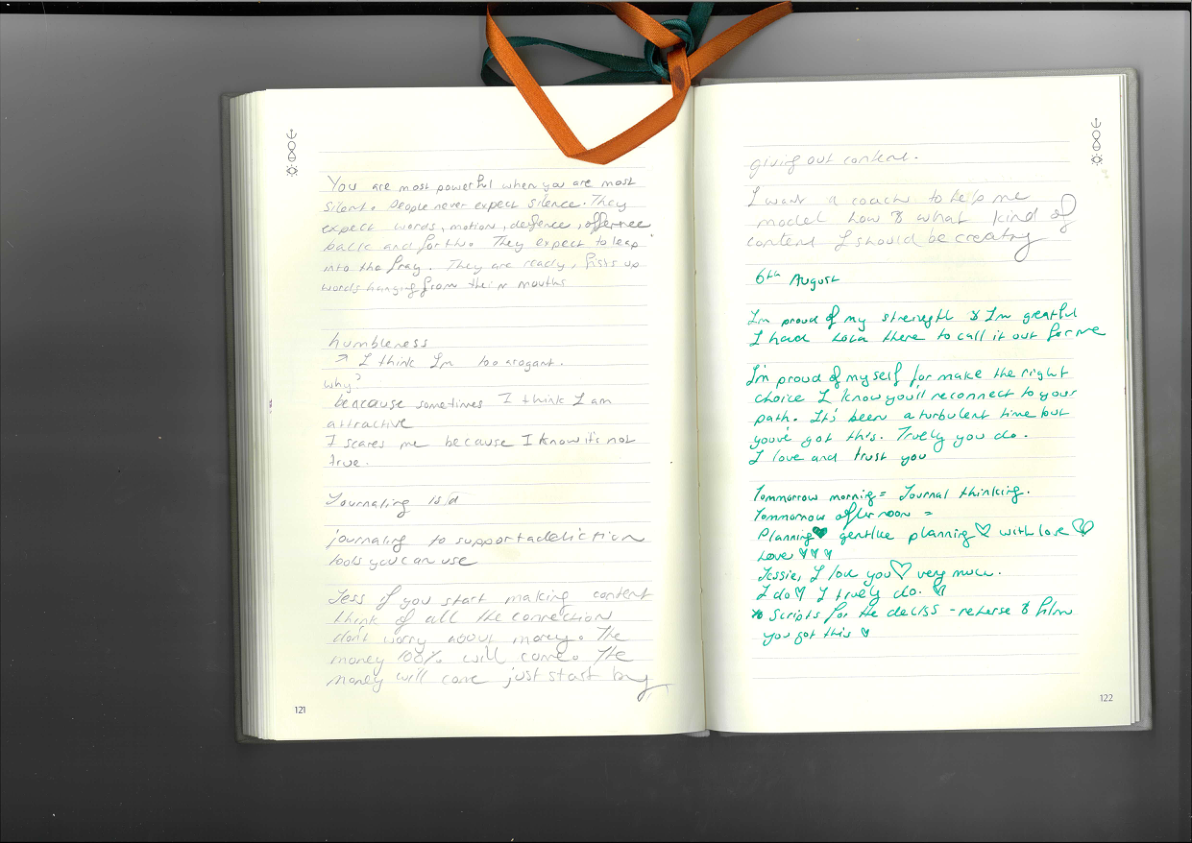 You are most powerful when you are most
silent. People never expect silence. They
expect words, motion, defence, offence
back and forth. They expect to leap
into the fray. They are ready, fists up
words hanging from their mouths
humbleness
→ I think Im too arogant.
why?
because sometimes I think I am
attractive
I scares me because I know its not
true.
Journaling is a
journaling to support addiction
tools you can use
Jess if you start making content
think of all the connection
dont worry about money. The
money 100% will come. The
money will come just start by
121
giving out content.
I want a coach to help me
model how & what kind of
content I should be creating
6th August
I'm proud of my strength & I'm greatful
I had there to call it out for me
I'm proud of myself for make the right
choice I know you'll reconnect to your
path. It's been a turbulent time but
you've got this. Truely you do.
I love and trust you
Tommorrow mornig = Journal thinking.
Tommorrow afternoon =
Planning♥ gentlue planning♡ with love ♡
Love ♡♡♡
Jessie, I love you♡ very much.
I do♡ I truely do. ♡
Scripts for the - reherse & film
you got this ♡
122